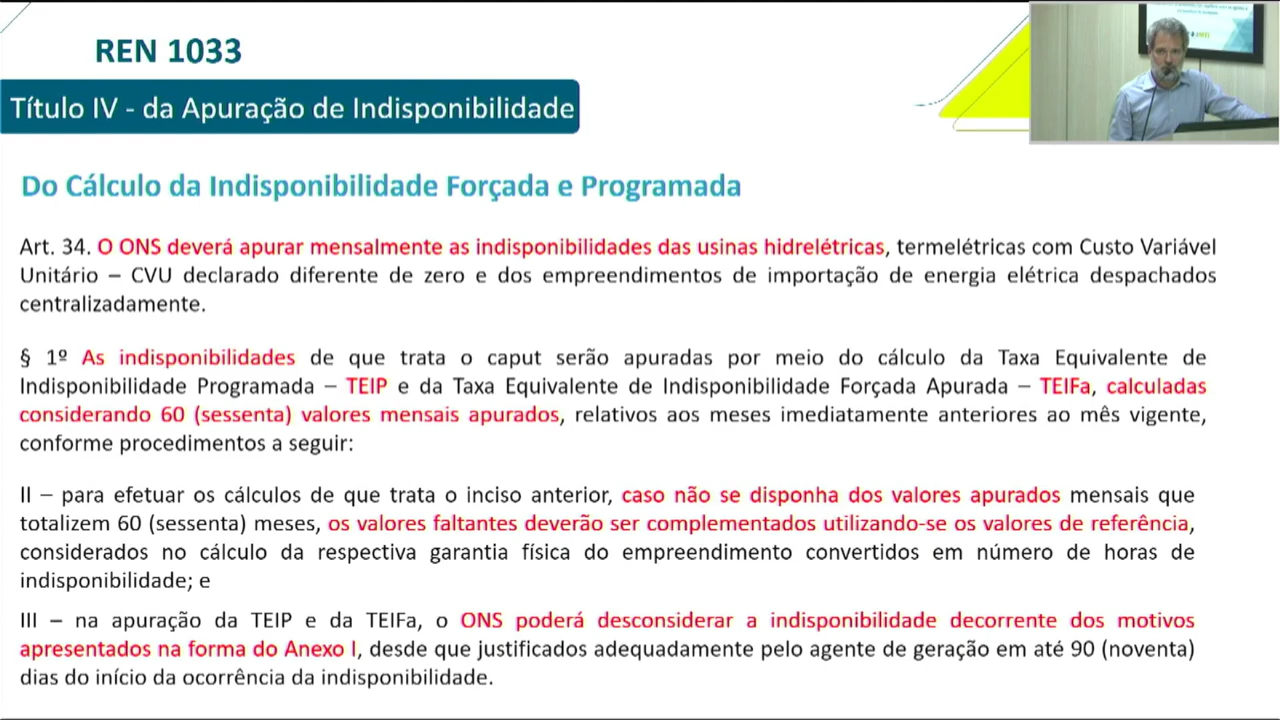 REN 1033
Título IV - da Apuração de Indisponibilidade
Do Cálculo da Indisponibilidade Forçada e Programada
Art. 34. O ONS deverá apurar mensalmente as indisponibilidades das usinas hidrelétricas, termelétricas com Custo Variável
Unitário – CVU declarado diferente de zero e dos empreendimentos de importação de energia elétrica despachados
centralizadamente.
§ 1º As indisponibilidades de que trata o caput serão apuradas por meio do cálculo da Taxa Equivalente de
Indisponibilidade Programada – TEIP e da Taxa Equivalente de Indisponibilidade Forçada Apurada – TEIFa, calculadas
considerando 60 (sessenta) valores mensais apurados, relativos aos meses imediatamente anteriores ao mês vigente,
conforme procedimentos a seguir:
II – para efetuar os cálculos de que trata o inciso anterior, caso não se disponha dos valores apurados mensais que
totalizem 60 (sessenta) meses, os valores faltantes deverão ser complementados utilizando-se os valores de referência,
considerados no cálculo da respectiva garantia física do empreendimento convertidos em número de horas de
indisponibilidade; e
III – na apuração da TEIP e da TEIFa, o ONS poderá desconsiderar a indisponibilidade decorrente dos motivos
apresentados na forma do Anexo I, desde que justificados adequadamente pelo agente de geração em até 90 (noventa)
dias do início da ocorrência da indisponibilidade.